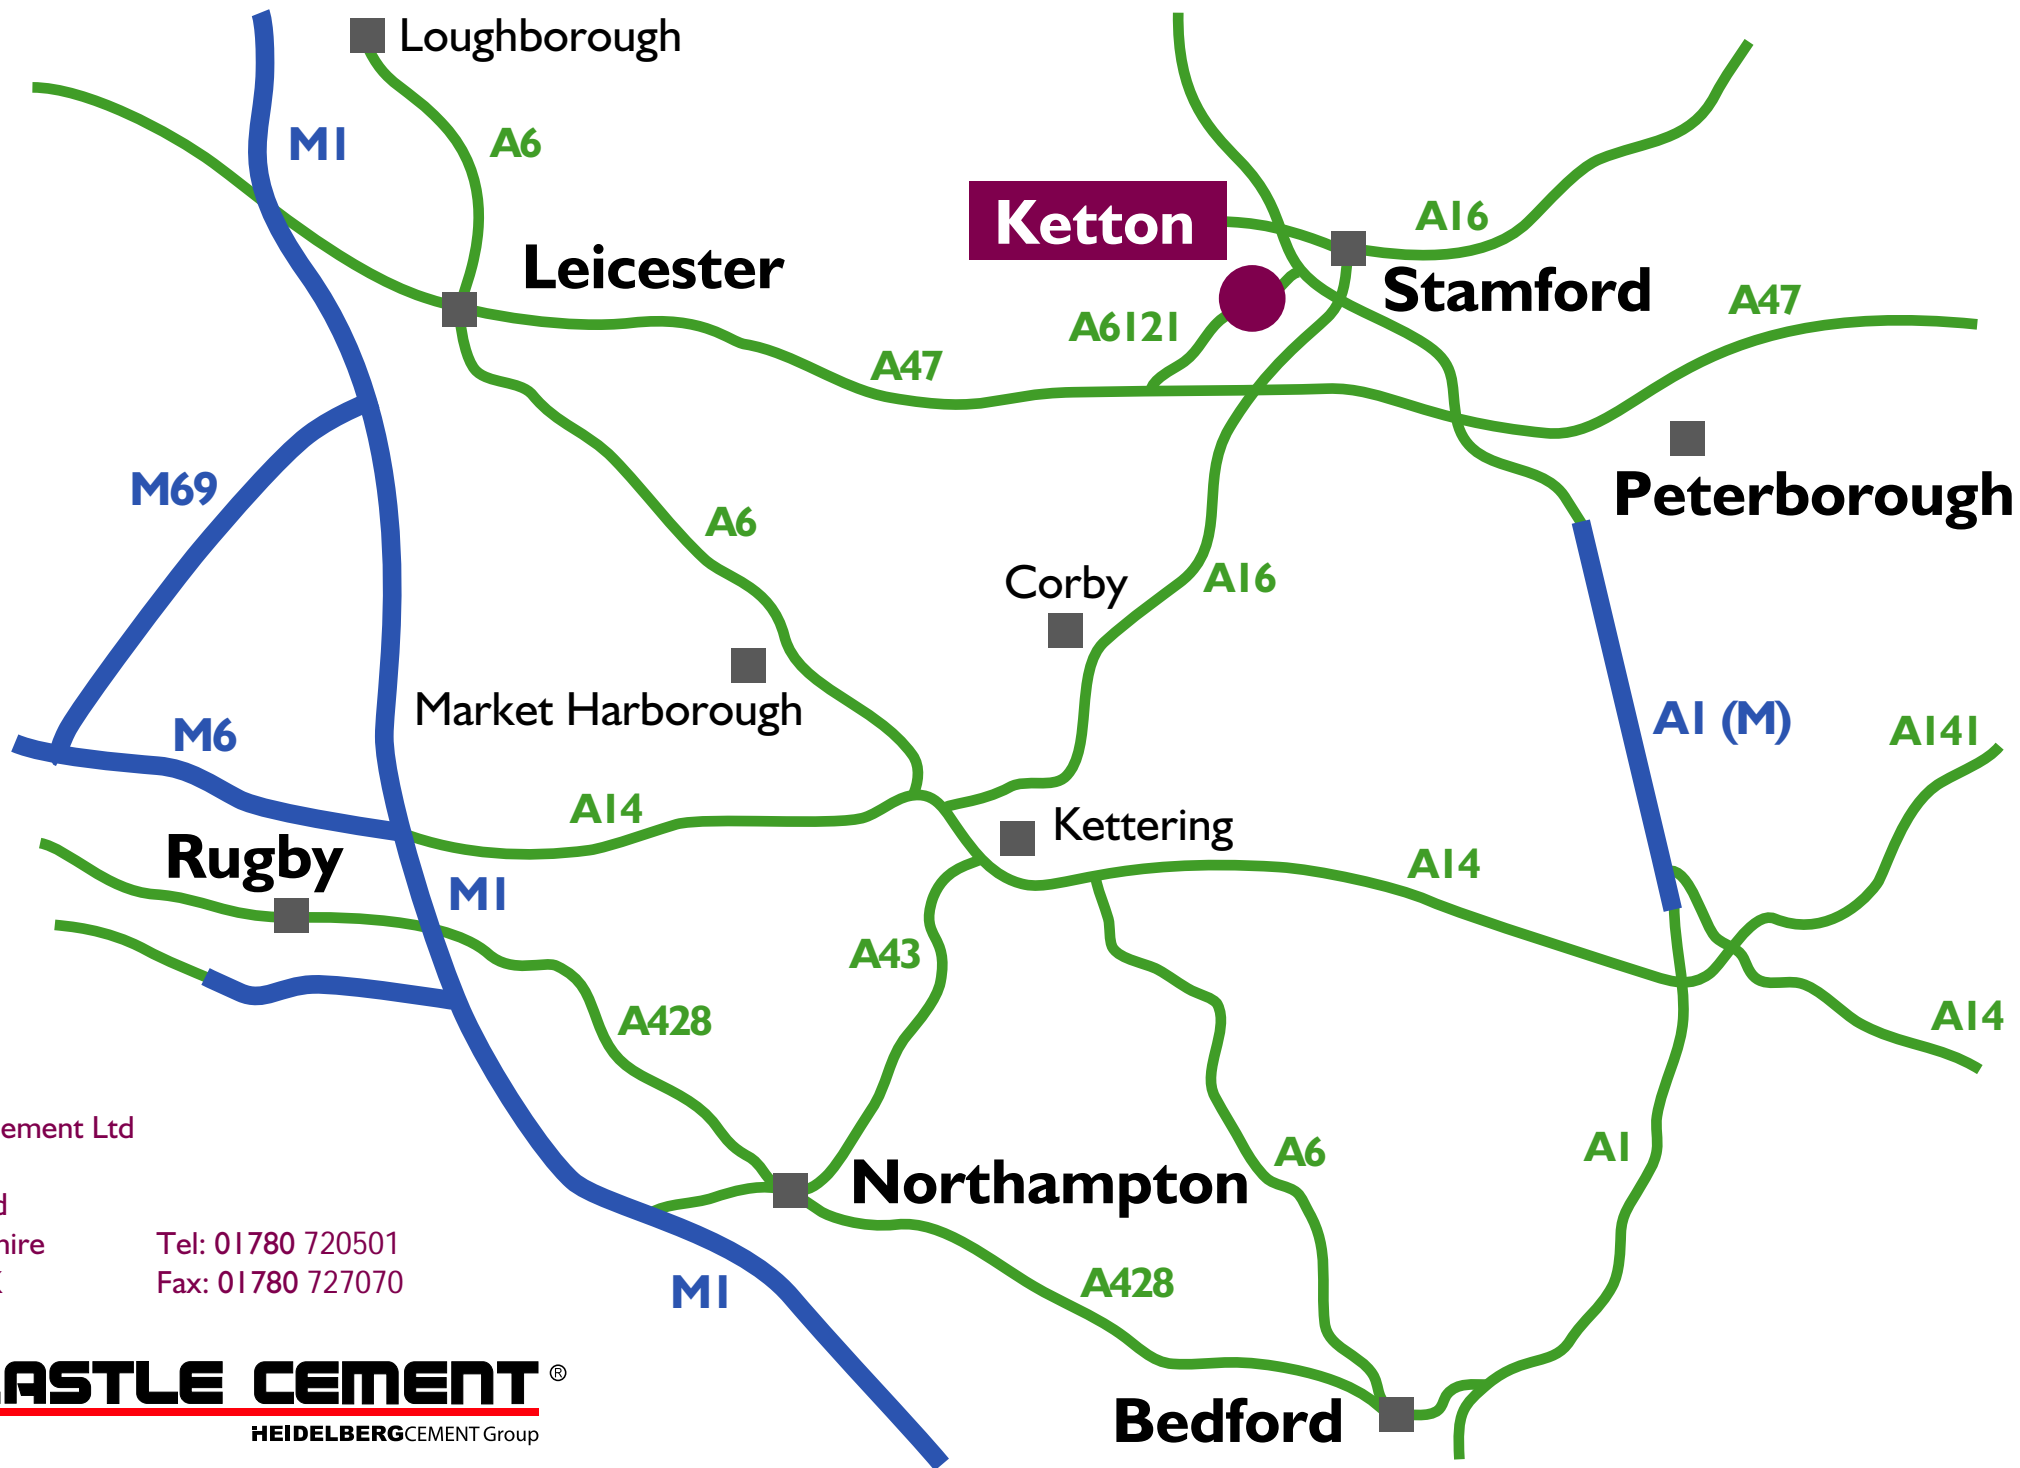 Loughborough
M1
A6
Ketton
A16
Leicester
Stamford
A6121
A47
A47
M69
Peterborough
A6
Corby
A16
Market Harborough
M6
A1 (M)
A141
A14
Kettering
Rugby
M1
A14
A43
A428
A14
A6
A1
Northampton
ement Ltd
d
hire
Tel: 01780 720501
Fax: 01780 727070
A428
M1
ASTLE CEMENT ®
Bedford
HEIDELBERGCEMENT Group